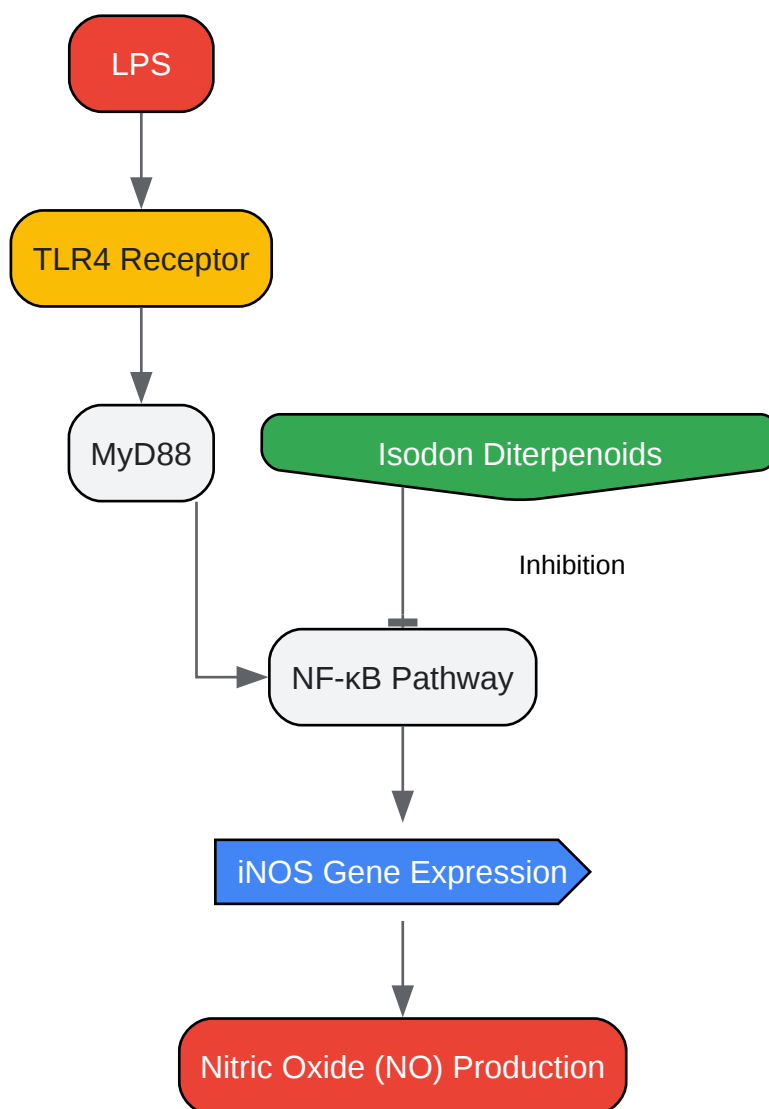 LPS
TLR4 Receptor
MyD88
Isodon Diterpenoids
Inhibition
NF-κB Pathway
iNOS Gene Expression
Nitric Oxide (NO) Production